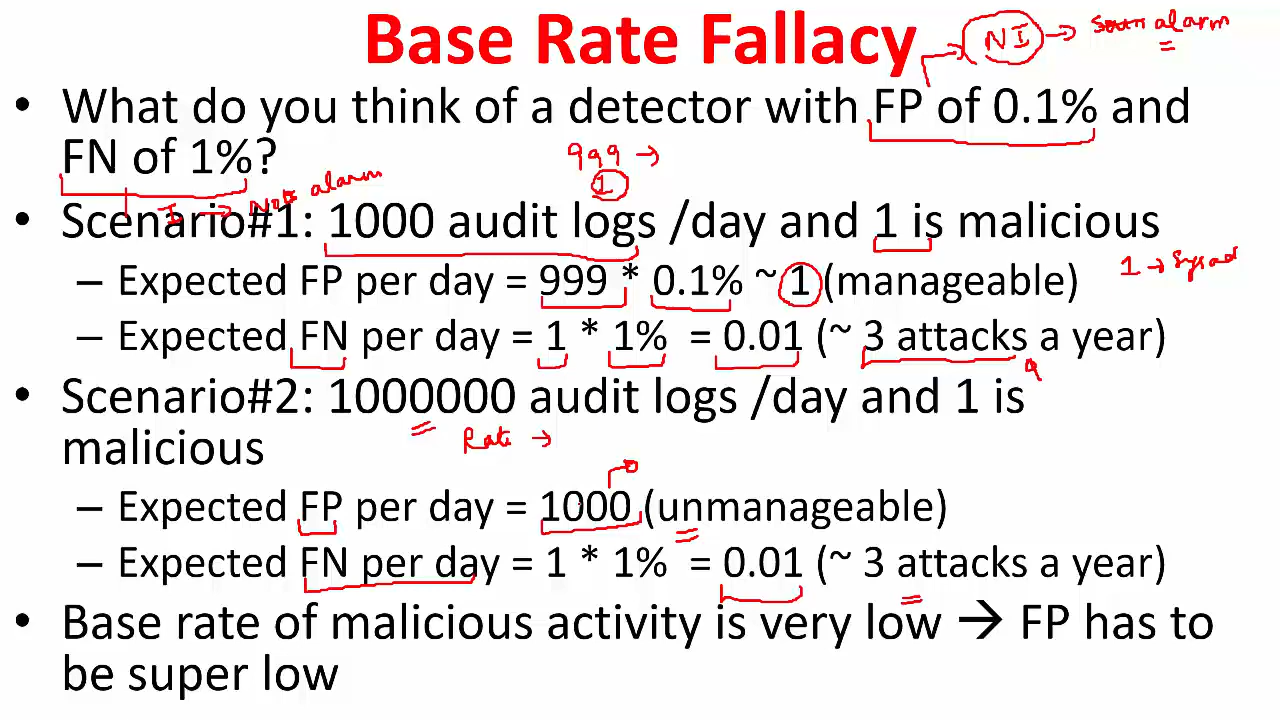 Base Rate Fallacy
NI → alarm
• What do you think of a detector with FP of 0.1% and
FN of 1%?
999 →
1
I → Not alarm
• Scenario#1: 1000 audit logs /day and 1 is malicious
1 → Sysad
– Expected FP per day = 999 * 0.1% ~ 1 (manageable)
– Expected FN per day = 1 * 1% = 0.01 (~ 3 attacks a year)
• Scenario#2: 1000000 audit logs /day and 1 is
malicious
Rate →
– Expected FP per day = 1000 (unmanageable)
– Expected FN per day = 1 * 1% = 0.01 (~ 3 attacks a year)
• Base rate of malicious activity is very low → FP has to
be super low